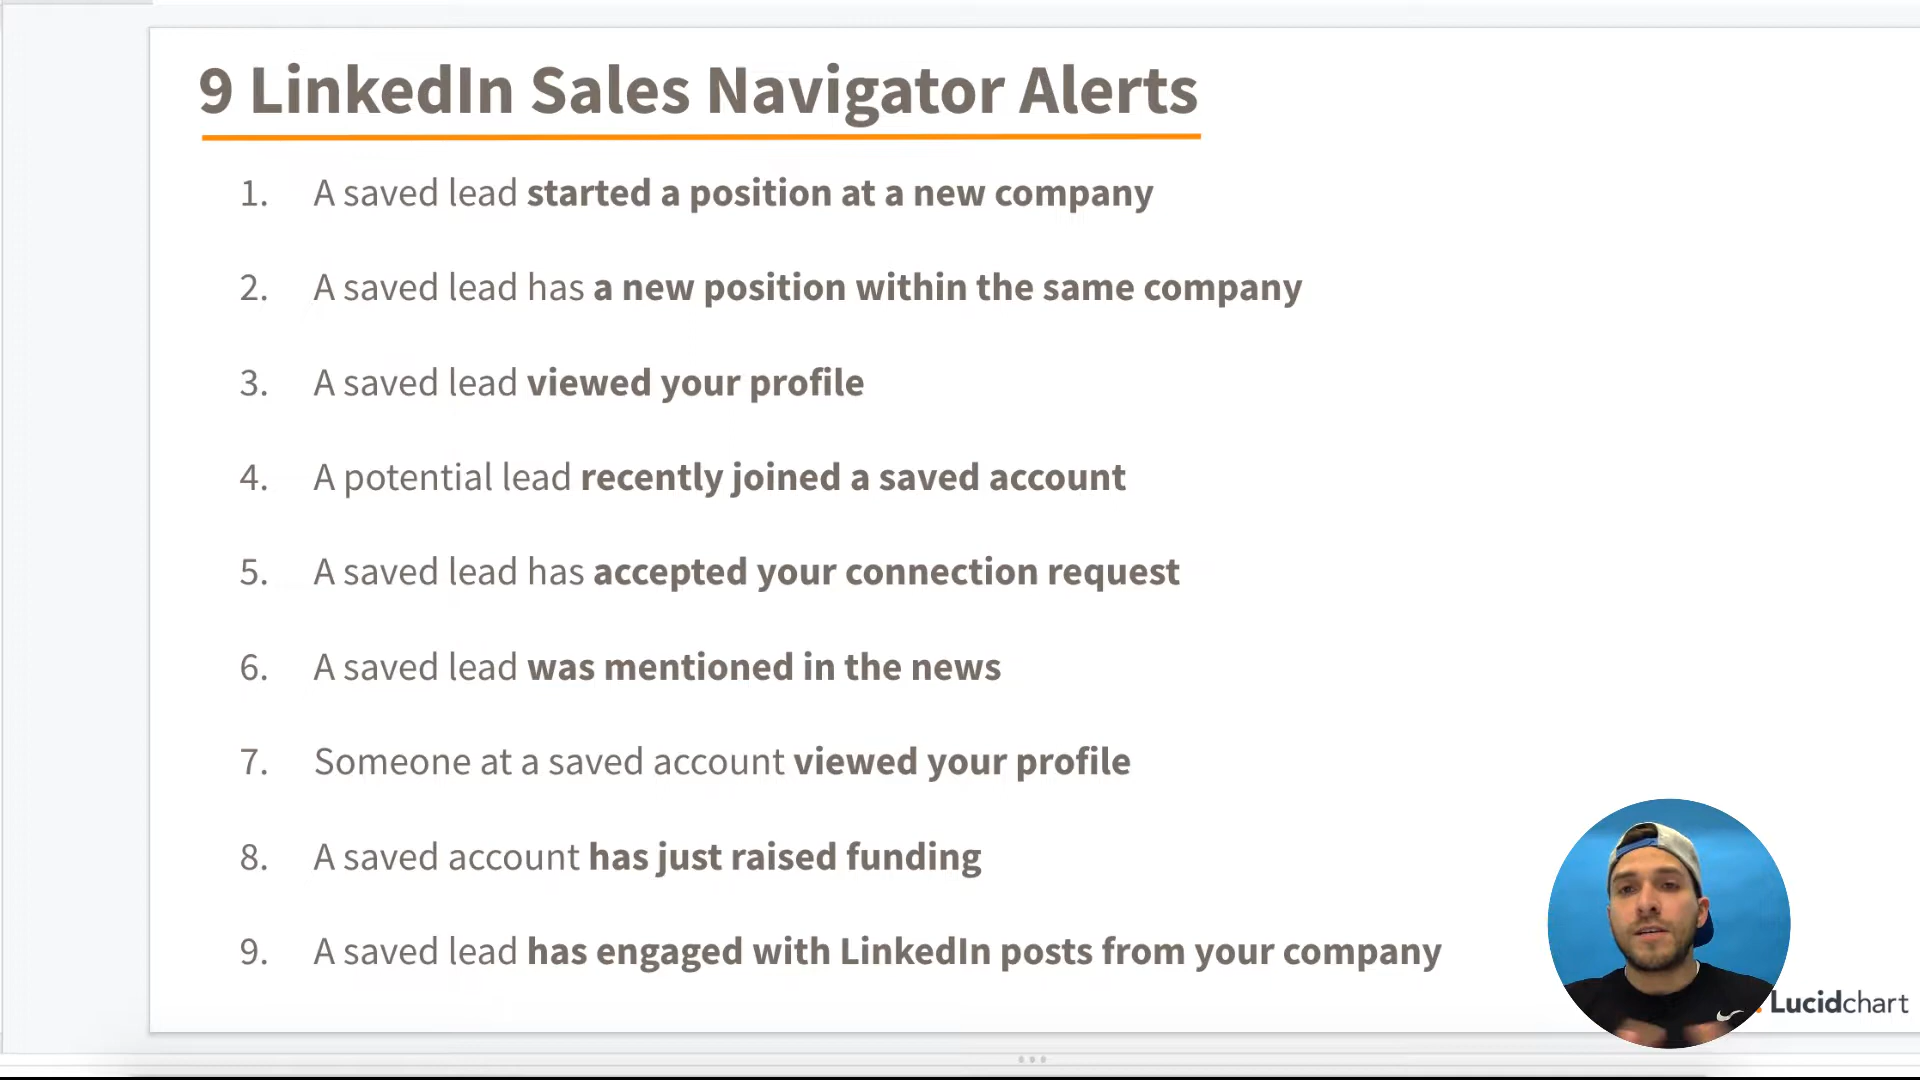 9 LinkedIn Sales Navigator Alerts
1. A saved lead started a position at a new company
2. A saved lead has a new position within the same company
3. A saved lead viewed your profile
4. A potential lead recently joined a saved account
5. A saved lead has accepted your connection request
6. A saved lead was mentioned in the news
7. Someone at a saved account viewed your profile
8. A saved account has just raised funding
9. A saved lead has engaged with LinkedIn posts from your company
Lucidchart